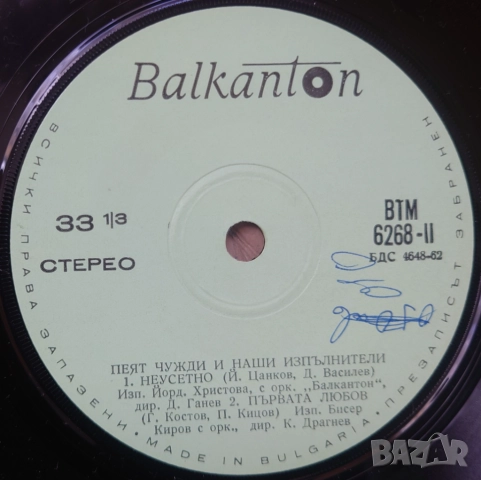 Balkanton
33 1/3
СТЕРЕО
ВТМ
6268-II
БДС 4648-62
ПЕЯТ ЧУЖДИ И НАШИ ИЗПЪЛНИТЕЛИ
1. НЕУСЕТНО (Й. Цанков, Д. Василев)
Изп. Йорд. Христова, с орк. „Балкантон“,
дир. Д. Ганев 2. ПЪРВАТА ЛЮБОВ
(Г. Костов, П. Кицов) Изп. Бисер
Киров с орк., дир. К. Драгнев
ВСИЧКИ ПРАВА ЗАПАЗЕНИ • MADE IN BULGARIA • ПРЕЗАПИСЪТ ЗАБРАНЕН
BAZAR